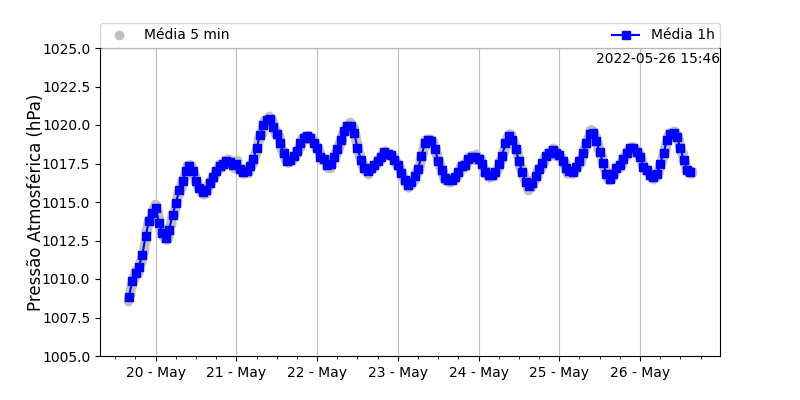 Média 5 min
Média 1h
2022-05-26 15:46
Pressão Atmosférica (hPa)
1025.0
1022.5
1020.0
1017.5
1015.0
1012.5
1010.0
1007.5
1005.0
20 - May
21 - May
22 - May
23 - May
24 - May
25 - May
26 - May